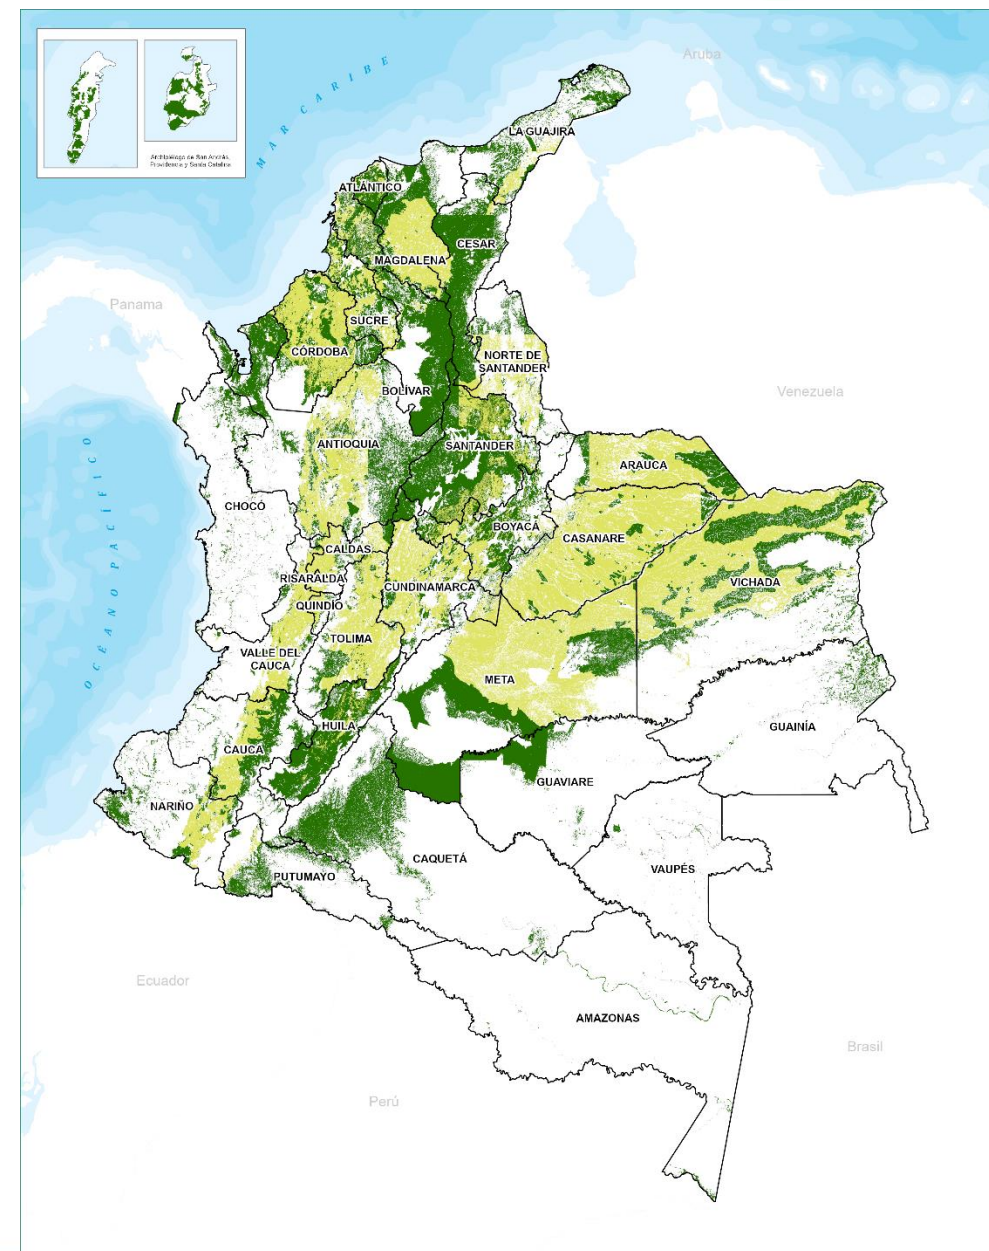 Archipiélago de San Andrés,
Providencia y Santa Catalina
MAR CARIBE
Aruba
LA GUAJIRA
ATLÁNTICO
CESAR
MAGDALENA
Panama
SUCRE
CÓRDOBA
NORTE DE
SANTANDER
BOLÍVAR
Venezuela
ANTIOQUIA
SANTANDER
ARAUCA
OCÉANO PACÍFICO
CHOCÓ
BOYACÁ
CASANARE
CALDAS
RISARALDA
CUNDINAMARCA
VICHADA
QUINDÍO
TOLIMA
VALLE DEL
CAUCA
META
HUILA
GUAINÍA
CAUCA
GUAVIARE
NARIÑO
CAQUETÁ
VAUPÉS
PUTUMAYO
Ecuador
AMAZONAS
Brasil
Perú